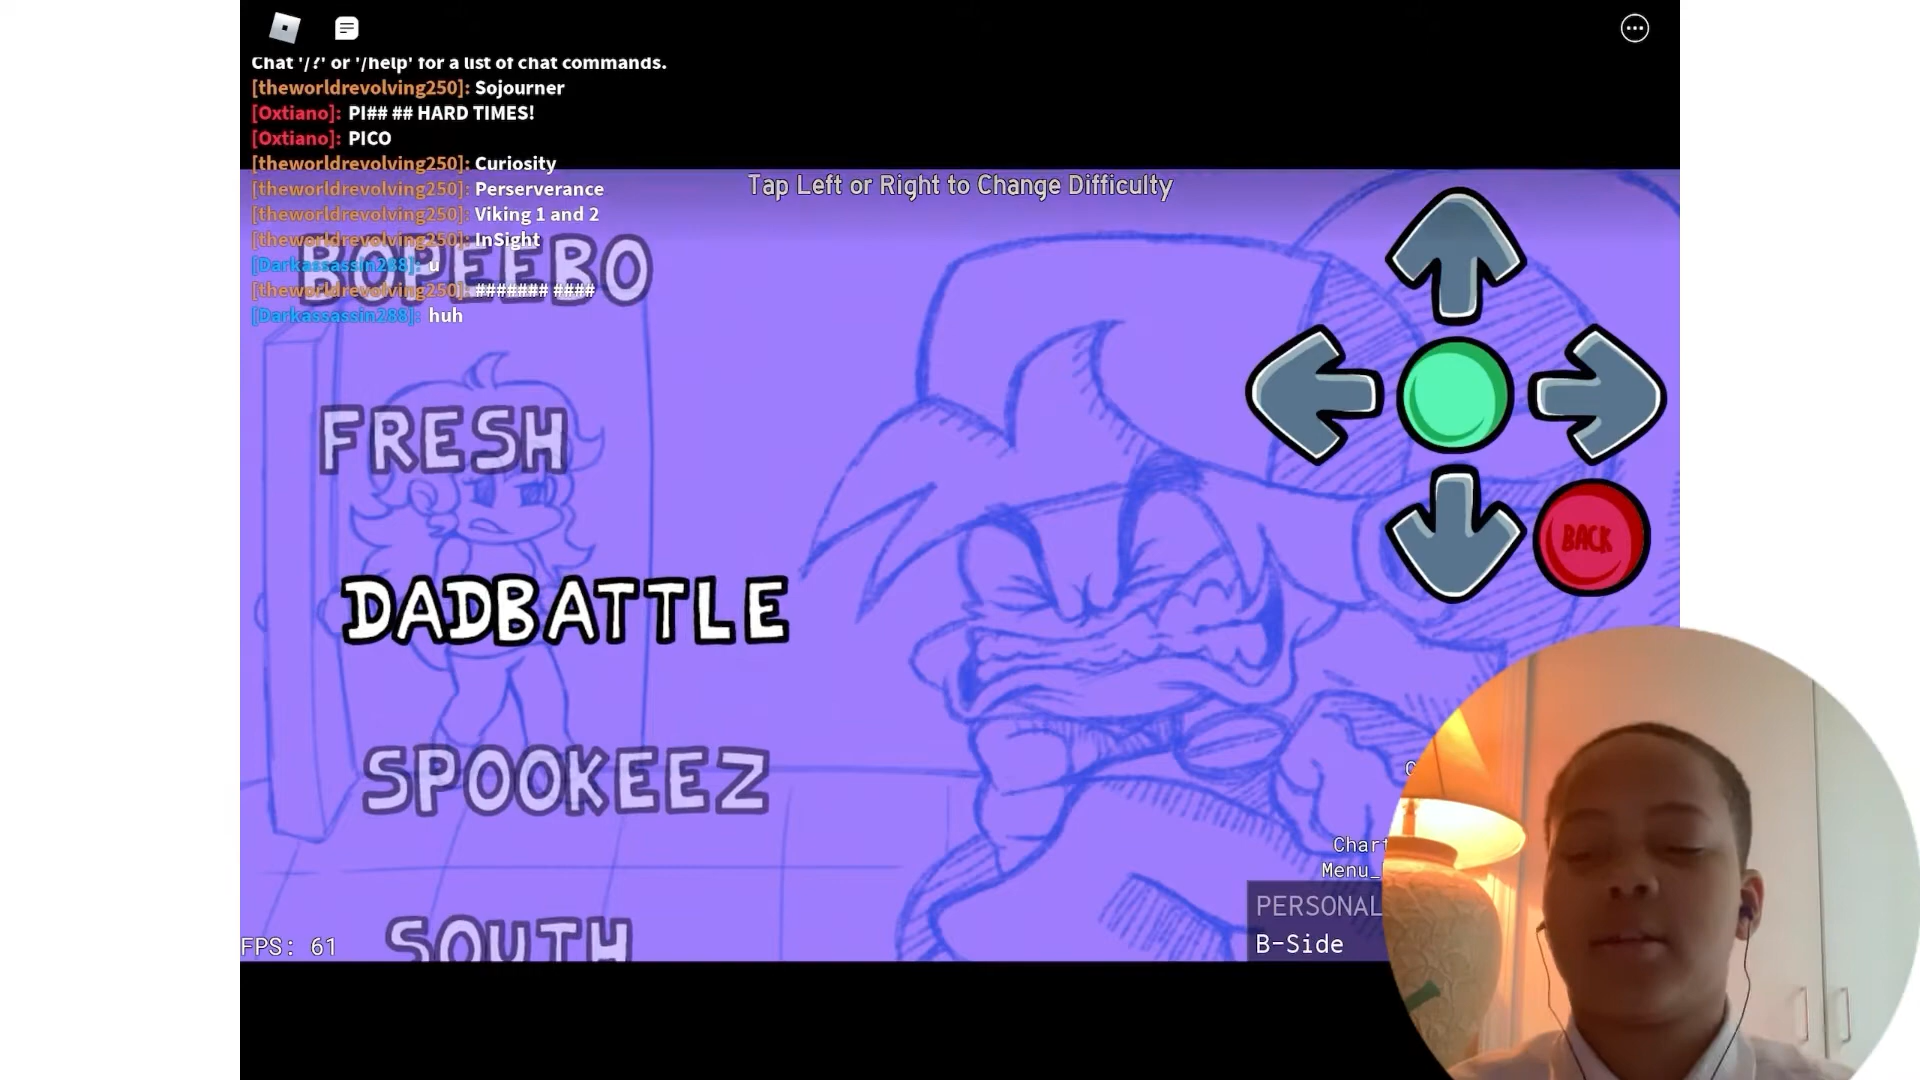 Chat '/?' or '/help' for a list of chat commands.
[theworldrevolving250]: Sojourner
[Oxtiano]: PI## ## HARD TIMES!
[Oxtiano]: PICO
[theworldrevolving250]: Curiosity
[theworldrevolving250]: Perserverance
[theworldrevolving250]: Viking 1 and 2
[theworldrevolving250]: InSight
[Darkassassin288]: u
[theworldrevolving250]: ####### ####
[Darkassassin288]: huh
Tap Left or Right to Change Difficulty
BOPEEBO
FRESH
DADBATTLE
SPOOKEEZ
SOUTH
BACK
Menu_
PERSONAL
B-Side
FPS: 61